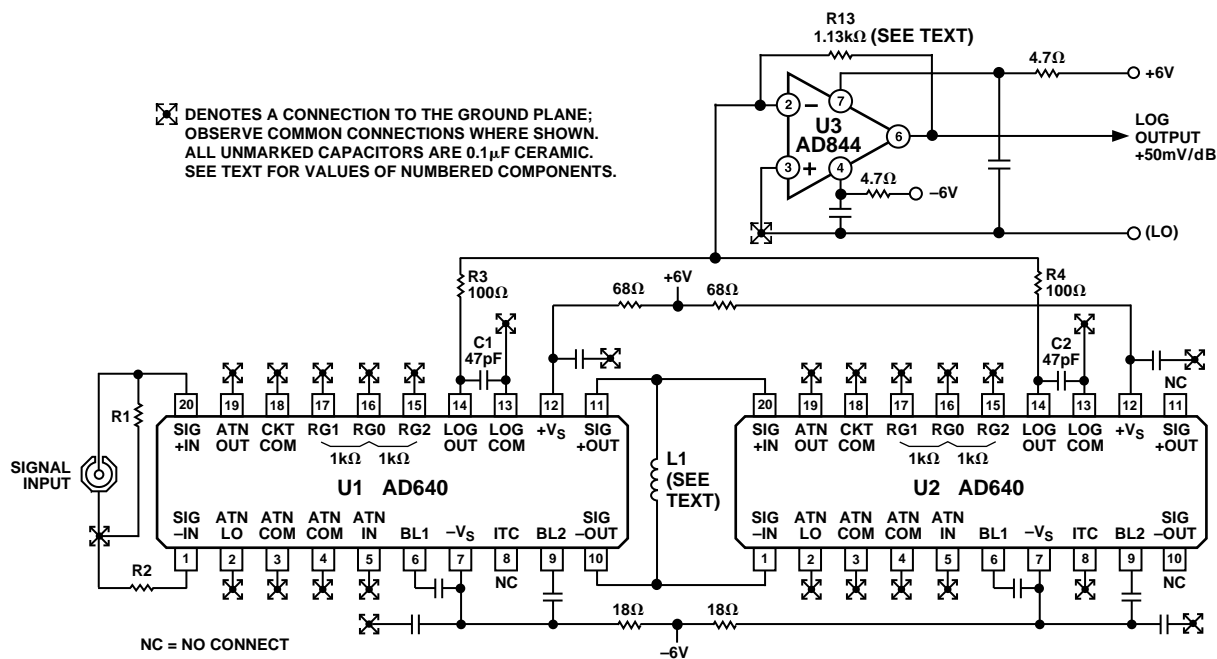 R13
1.13kΩ (SEE TEXT)
4.7Ω
+6V
DENOTES A CONNECTION TO THE GROUND PLANE;
OBSERVE COMMON CONNECTIONS WHERE SHOWN.
ALL UNMARKED CAPACITORS ARE 0.1μF CERAMIC.
SEE TEXT FOR VALUES OF NUMBERED COMPONENTS.
2 – 7
U3
AD844
6
3 + 4
LOG
OUTPUT
+50mV/dB
4.7Ω
–6V
(LO)
R3
100Ω
68Ω +6V 68Ω
R4
100Ω
C1
47pF
C2
47pF
NC
R1
20 19 18 17 16 15 14 13 12 11
SIG
+IN
ATN
OUT
CKT
COM
RG1 RG0 RG2
LOG
OUT
LOG
COM
+VS
SIG
+OUT
1kΩ 1kΩ
SIGNAL
INPUT
U1 AD640
SIG
–IN
ATN
LO
ATN
COM
ATN
COM
ATN
IN
BL1
–VS
ITC
BL2
SIG
–OUT
1 2 3 4 5 6 7 8 9 10
NC
R2
L1
(SEE
TEXT)
20 19 18 17 16 15 14 13 12 11
SIG
+IN
ATN
OUT
CKT
COM
RG1 RG0 RG2
LOG
OUT
LOG
COM
+VS
SIG
+OUT
1kΩ 1kΩ
U2 AD640
SIG
–IN
ATN
LO
ATN
COM
ATN
COM
ATN
IN
BL1
–VS
ITC
BL2
SIG
–OUT
1 2 3 4 5 6 7 8 9 10
NC
18Ω 18Ω
–6V
NC = NO CONNECT